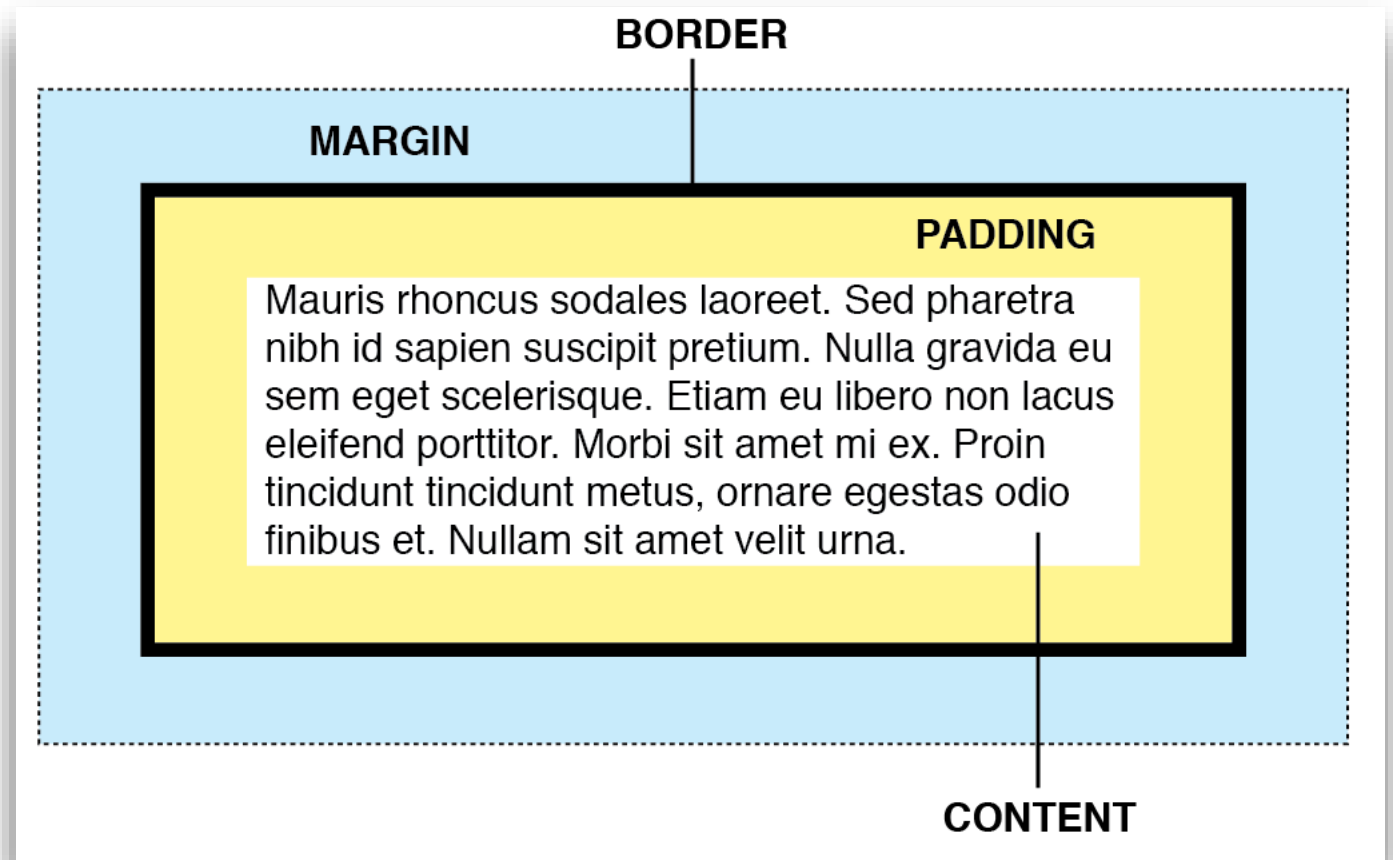 BORDER
MARGIN
PADDING
Mauris rhoncus sodales laoreet. Sed pharetra
nibh id sapien suscipit pretium. Nulla gravida eu
sem eget scelerisque. Etiam eu libero non lacus
eleifend porttitor. Morbi sit amet mi ex. Proin
tincidunt tincidunt metus, ornare egestas odio
finibus et. Nullam sit amet velit urna.
CONTENT